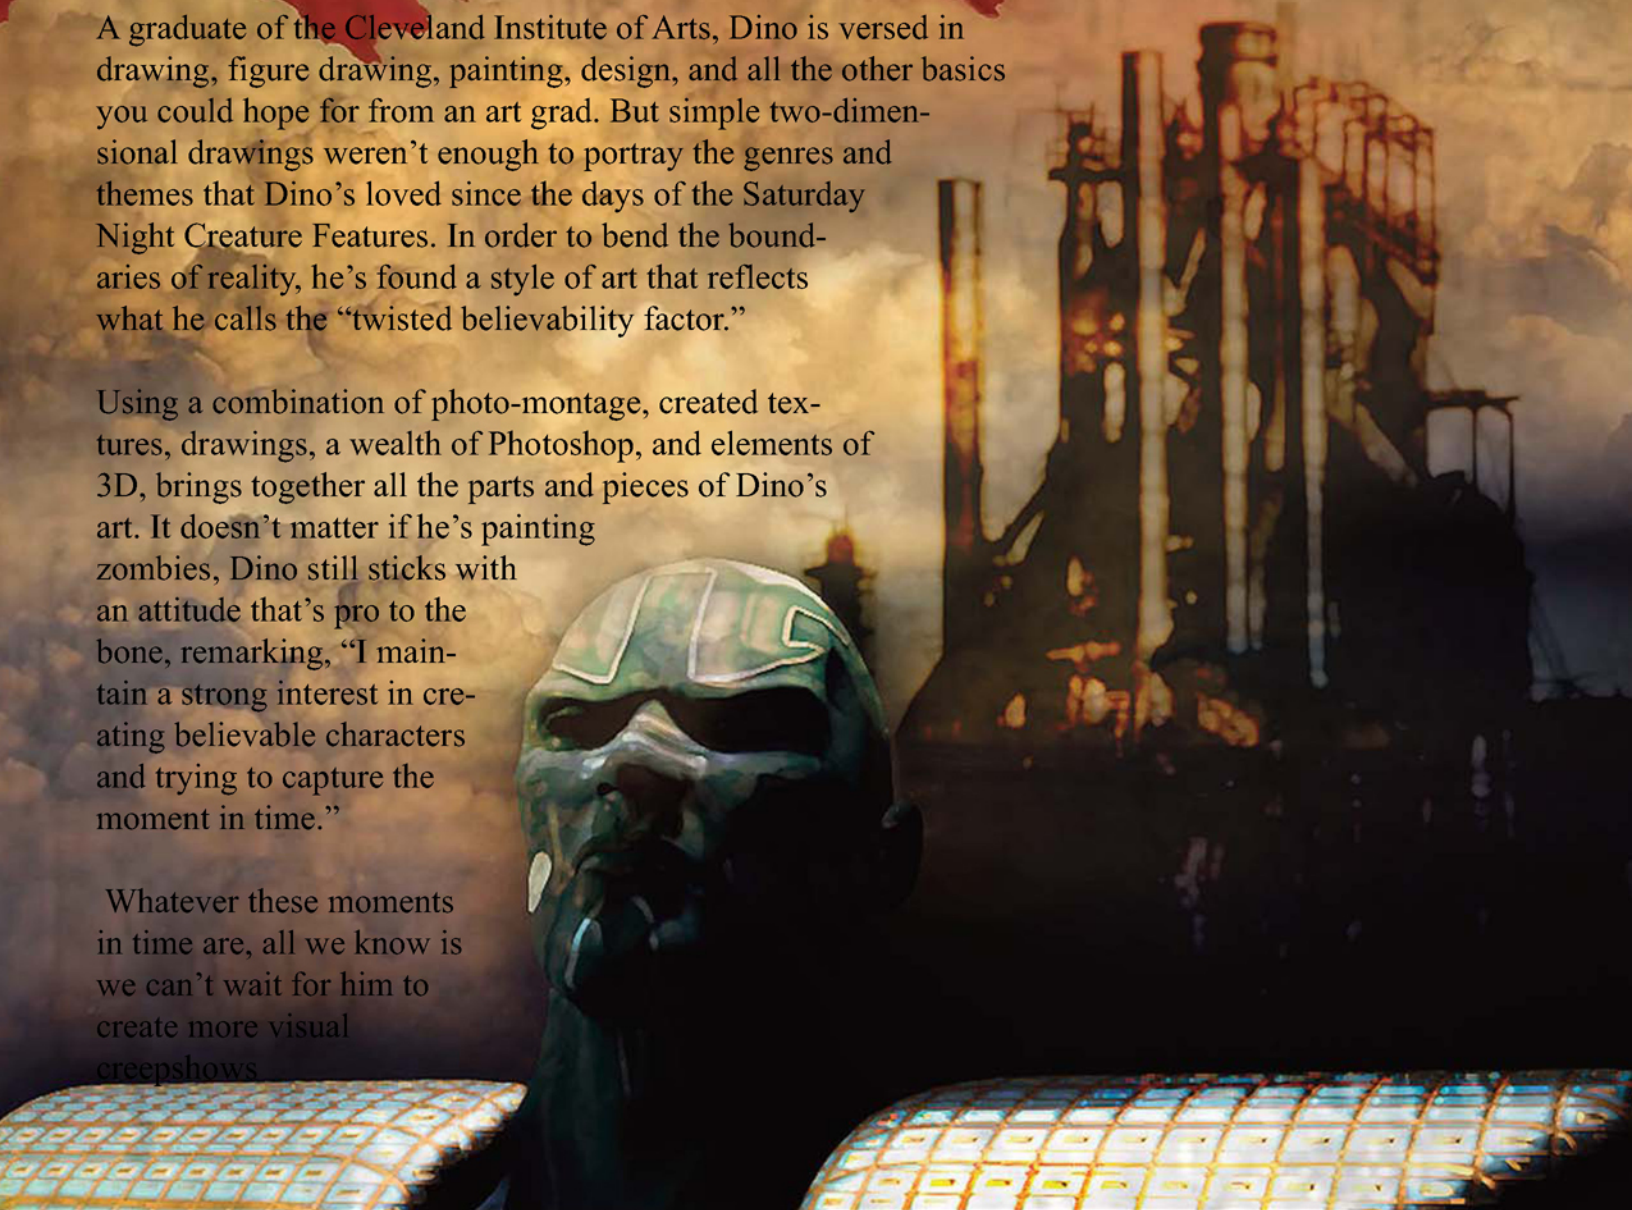 A graduate of the Cleveland Institute of Arts, Dino is versed in
drawing, figure drawing, painting, design, and all the other basics
you could hope for from an art grad. But simple two-dimen-
sional drawings weren’t enough to portray the genres and
themes that Dino’s loved since the days of the Saturday
Night Creature Features. In order to bend the bound-
aries of reality, he’s found a style of art that reflects
what he calls the “twisted believability factor.”
Using a combination of photo-montage, created tex-
tures, drawings, a wealth of Photoshop, and elements of
3D, brings together all the parts and pieces of Dino’s
art. It doesn’t matter if he’s painting
zombies, Dino still sticks with
an attitude that’s pro to the
bone, remarking, “I main-
tain a strong interest in cre-
ating believable characters
and trying to capture the
moment in time.”
Whatever these moments
in time are, all we know is
we can’t wait for him to
create more visual
creepshows